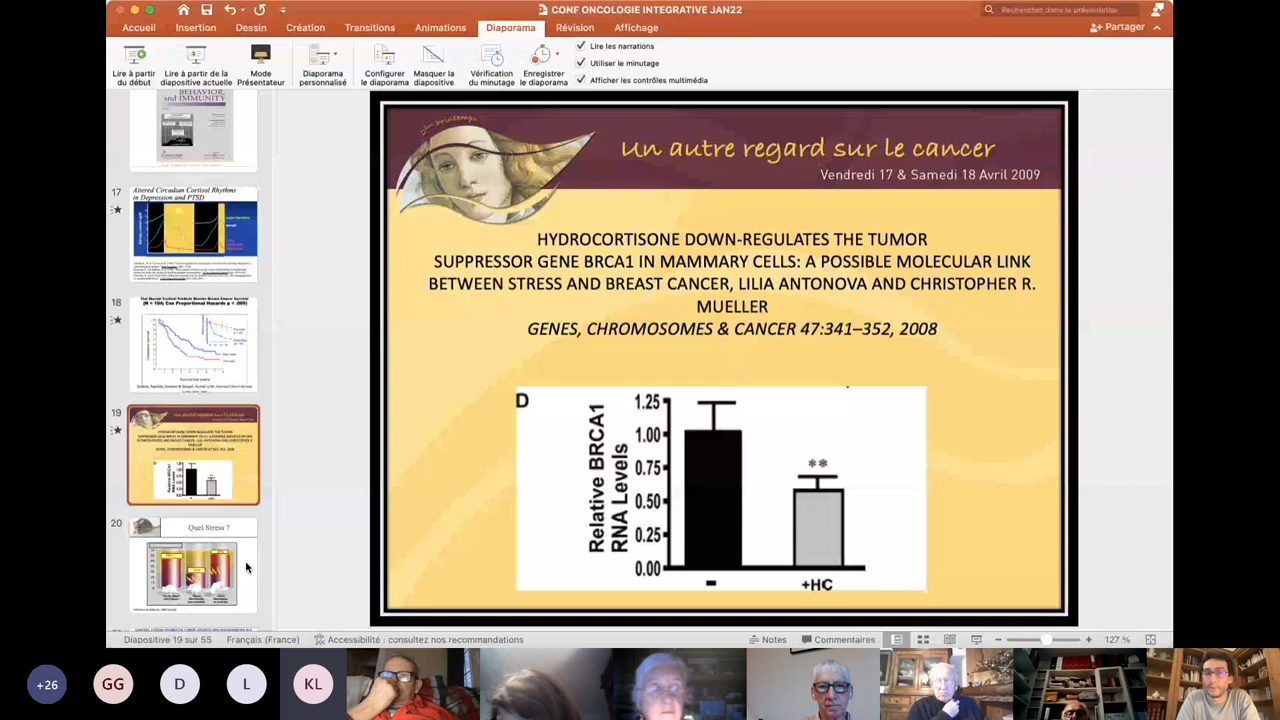 CONF ONCOLOGIE INTEGRATIVE JAN22
Rechercher dans la présentation
Accueil
Insertion
Dessin
Création
Transitions
Animations
Diaporama
Révision
Affichage
Partager
Lire à partir
du début
Lire à partir de la
diapositive actuelle
Mode
Présentateur
Diaporama
personnalisé
Configurer
le diaporama
Masquer la
diapositive
Vérification
du minutage
Enregistrer
le diaporama
Lire les narrations
Utiliser le minutage
Afficher les contrôles multimédia
BEHAVIOR,
and IMMUNITY
17
Altered Circadian Cortisol Rhythms
in Depression and PTSD
18
19
20
Quel Stress ?
Un autre regard sur le cancer
Vendredi 17 & Samedi 18 Avril 2009
HYDROCORTISONE DOWN-REGULATES THE TUMOR
SUPPRESSOR GENE BRCA1 IN MAMMARY CELLS: A POSSIBLE MOLECULAR LINK
BETWEEN STRESS AND BREAST CANCER, LILIA ANTONOVA AND CHRISTOPHER R.
MUELLER
GENES, CHROMOSOMES & CANCER 47:341–352, 2008
D
Relative BRCA1
RNA Levels
1.25
1.00
0.75
0.50
0.25
0.00
**
-
+HC
Diapositive 19 sur 55
Français (France)
Accessibilité : consultez nos recommandations
Notes
Commentaires
127 %
+26
GG
D
L
KL